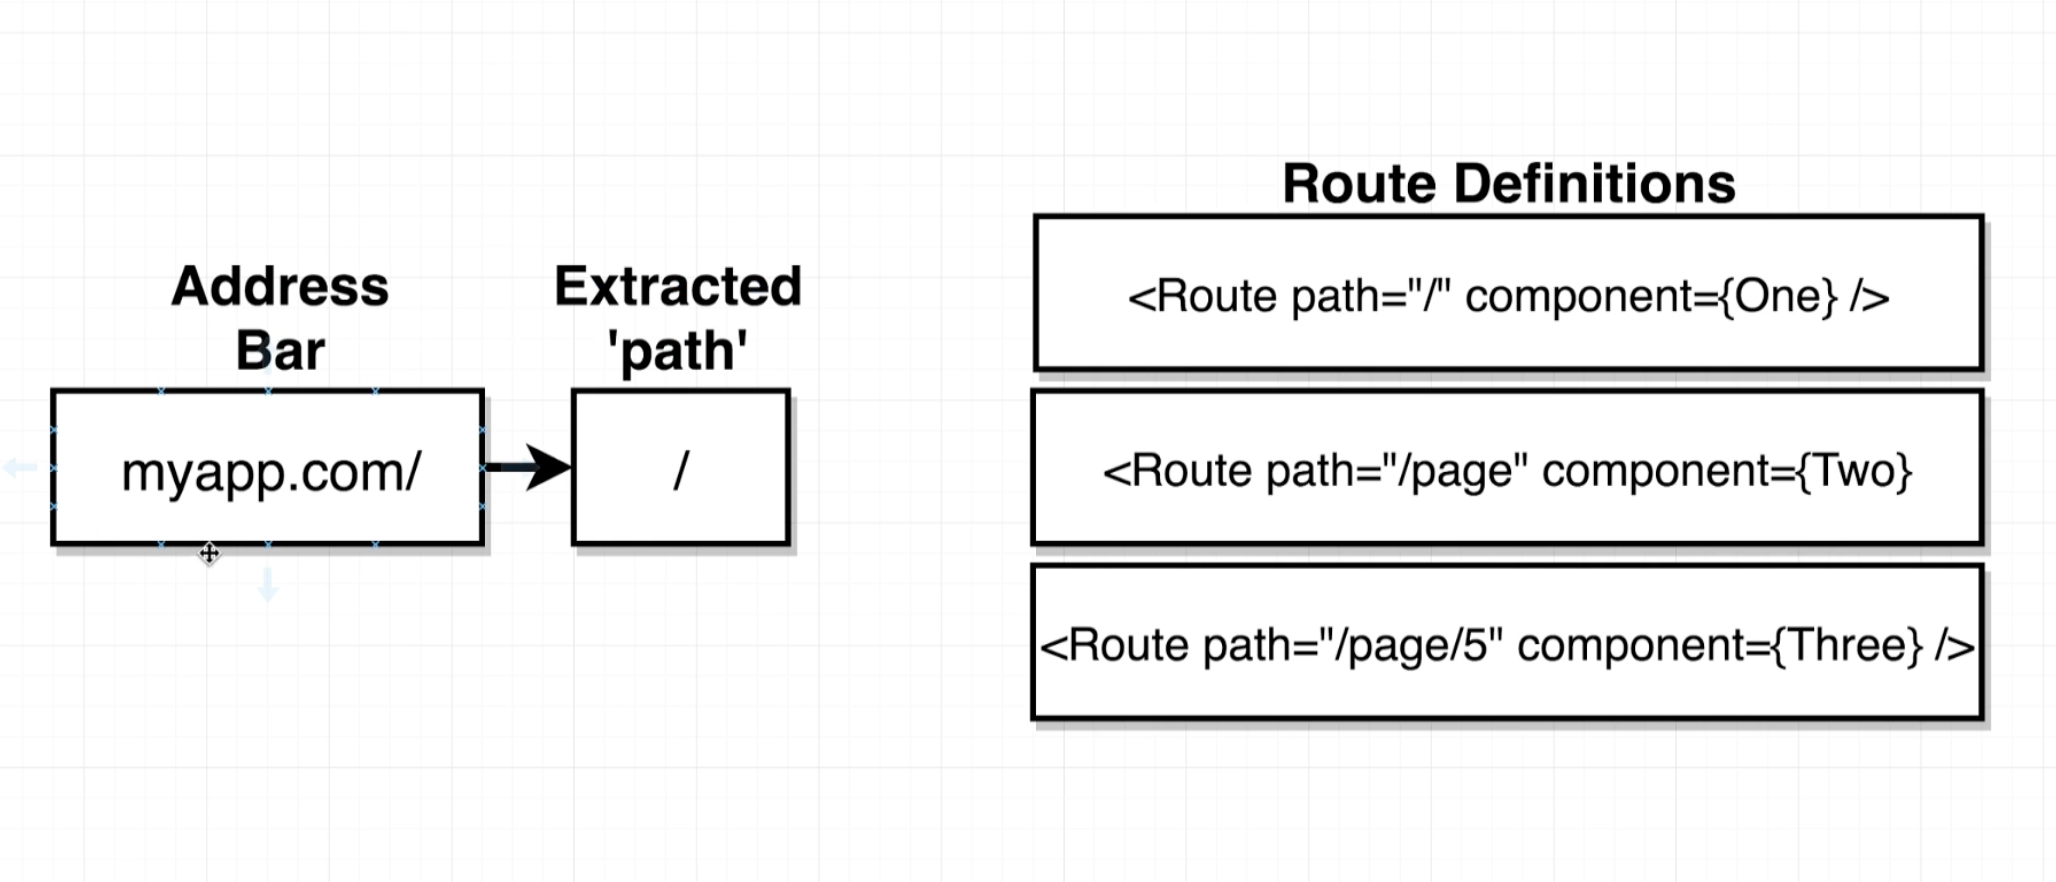 Address
Bar
myapp.com/
Extracted
'path'
/
Route Definitions
<Route path="/" component={One} />
<Route path="/page" component={Two}
<Route path="/page/5" component={Three} />